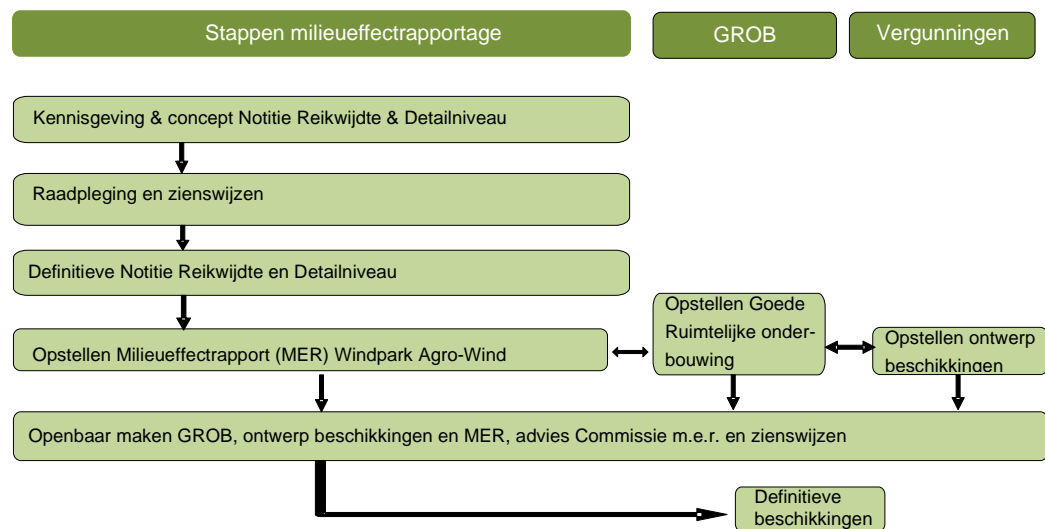 Stappen milieueffectrapportage
GROB
Vergunningen
Kennisgeving & concept Notitie Reikwijdte & Detailniveau
Raadpleging en zienswijzen
Definitieve Notitie Reikwijdte en Detailniveau
Opstellen Milieueffectrapport (MER) Windpark Agro-Wind
Opstellen Goede
Ruimtelijke onder-
bouwing
Opstellen ontwerp
beschikkingen
Openbaar maken GROB, ontwerp beschikkingen en MER, advies Commissie m.e.r. en zienswijzen
Definitieve
beschikkingen